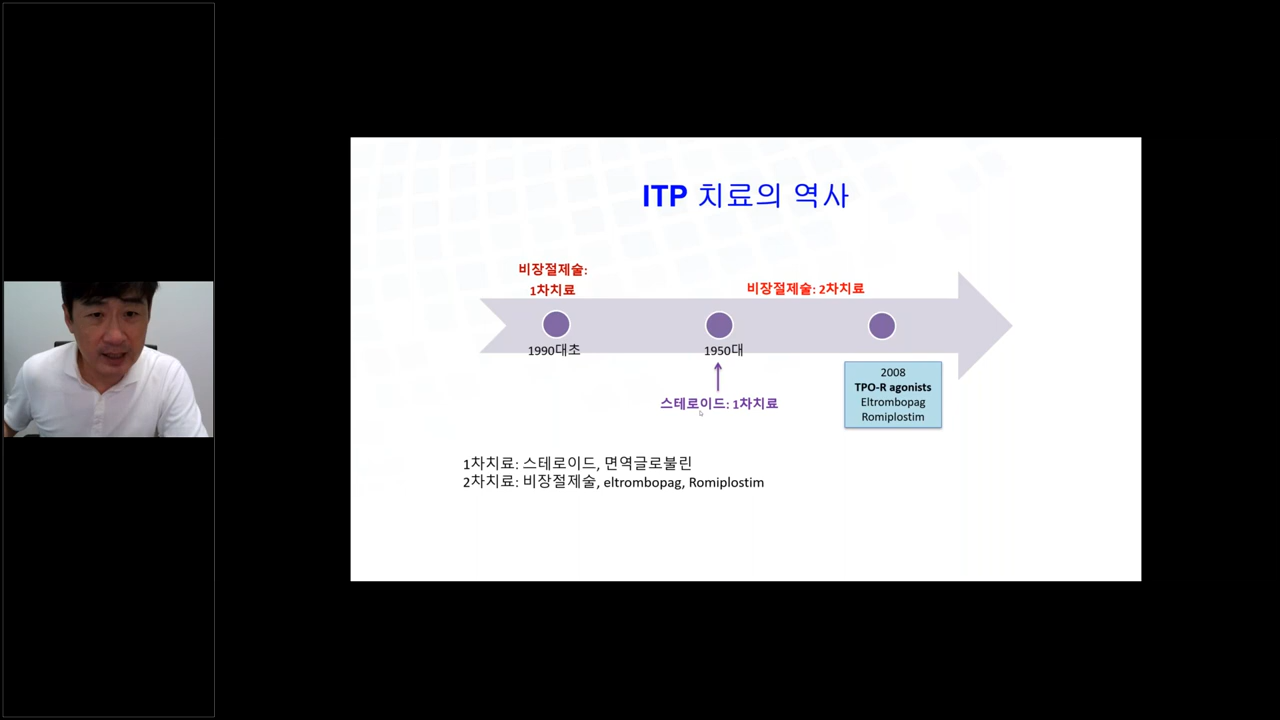 ITP 치료의 역사
비장절제술:
1차치료
비장절제술: 2차치료
1990대초
1950대
스테로이드: 1차치료
2008
TPO-R agonists
Eltrombopag
Romiplostim
1차치료: 스테로이드, 면역글로불린
2차치료: 비장절제술, eltrombopag, Romiplostim